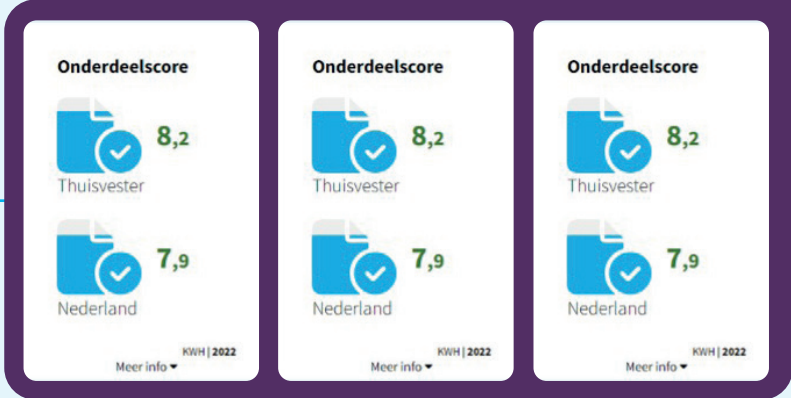 Onderdeelscore
8,2
Thuisvester
7,9
Nederland
KWH | 2022
Meer info
Onderdeelscore
8,2
Thuisvester
7,9
Nederland
KWH | 2022
Meer info
Onderdeelscore
8,2
Thuisvester
7,9
Nederland
KWH | 2022
Meer info